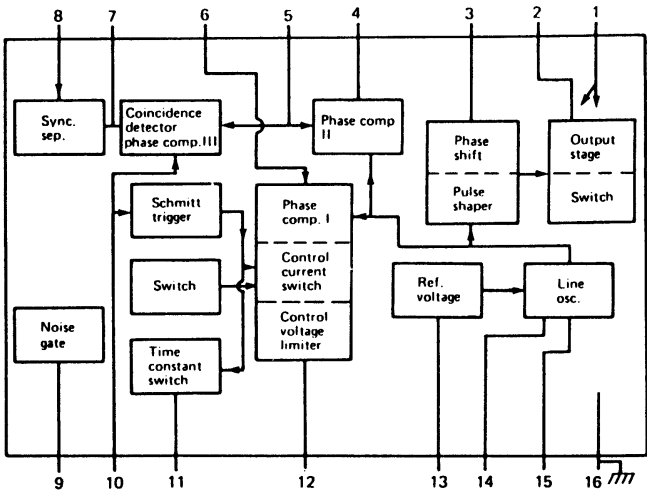 8 7 6 5 4 3 2 1
Sync.
sep.
Coincidence
detector
phase comp.III
Phase comp
II
Phase
shift
Pulse
shaper
Output
stage
Switch
Schmitt
trigger
Phase
comp. I
Control
current
switch
Control
voltage
limiter
Switch
Ref.
voltage
Line
osc.
Noise
gate
Time
constant
switch
9 10 11 12 13 14 15 16